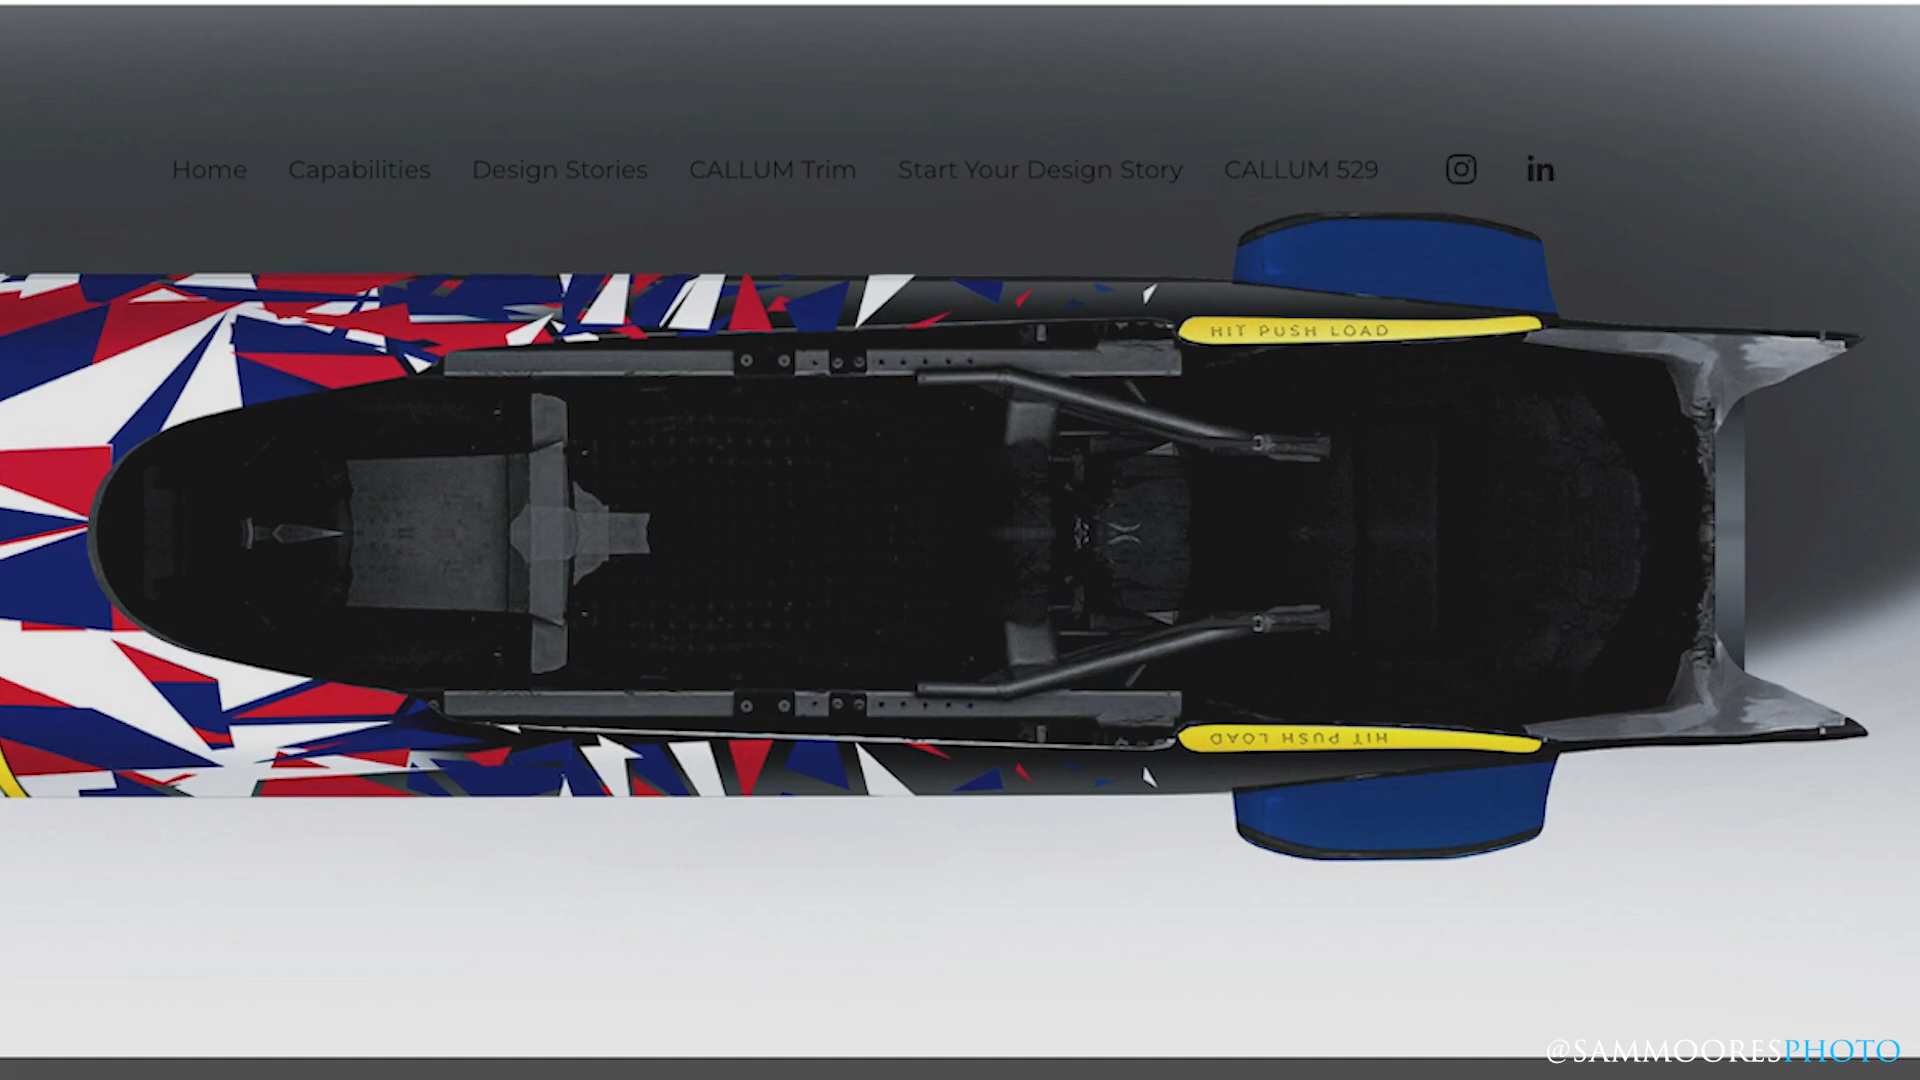 Home Capabilities Design Stories CALLUM Trim Start Your Design Story CALLUM 529 in
HIT PUSH LOAD
HIT PUSH LOAD
@SAMMOORESPHOTO